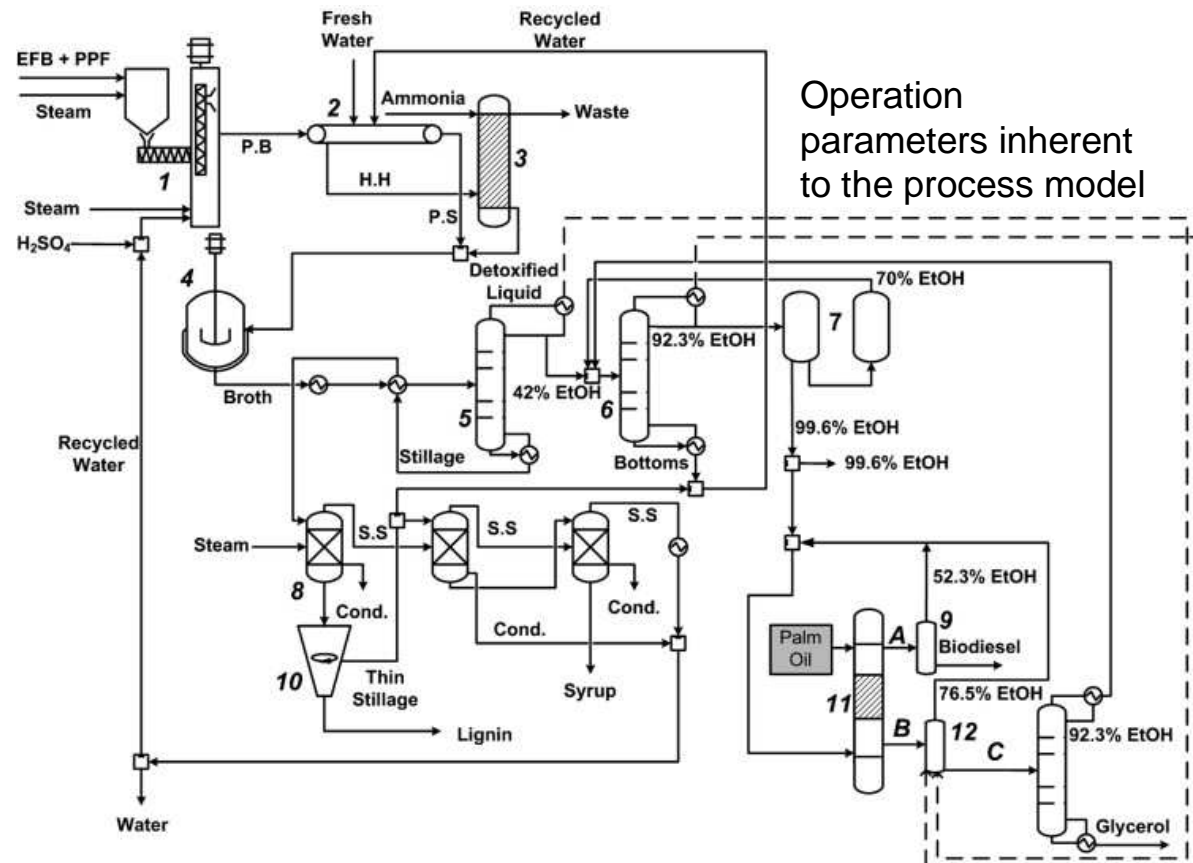 Fresh
Water
Recycled
Water
EFB + PPF
Steam
2
Ammonia
Waste
Operation
parameters inherent
to the process model
P.B
3
1
H.H
P.S
Steam
H₂SO₄
4
Detoxified
Liquid
70% EtOH
7
92.3% EtOH
Broth
42% EtOH
5
6
Recycled
Water
Stillage
Bottoms
99.6% EtOH
99.6% EtOH
S.S
S.S
S.S
Steam
8
Cond.
Cond.
52.3% EtOH
Cond.
Palm
Oil
A
9
Biodiesel
10
Thin
Stillage
Syrup
11
76.5% EtOH
Lignin
B
12
C
92.3% EtOH
Water
Glycerol